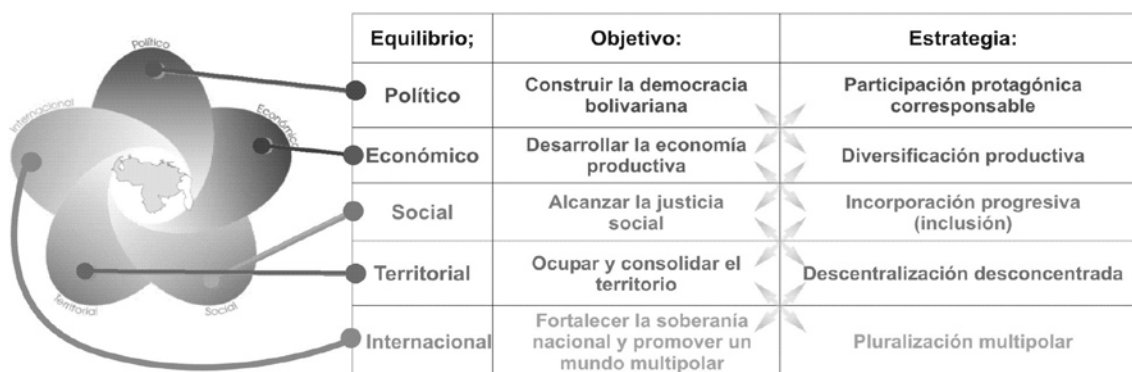 Político
Económico
Internacional
Territorial
Social
Equilibrio;
Objetivo:
Estrategia:
Político
Construir la democracia
bolivariana
Participación protagónica
corresponsable
Económico
Desarrollar la economía
productiva
Diversificación productiva
Social
Alcanzar la justicia
social
Incorporación progresiva
(inclusión)
Territorial
Ocupar y consolidar el
territorio
Descentralización desconcentrada
Internacional
Fortalecer la soberanía
nacional y promover un
mundo multipolar
Pluralización multipolar